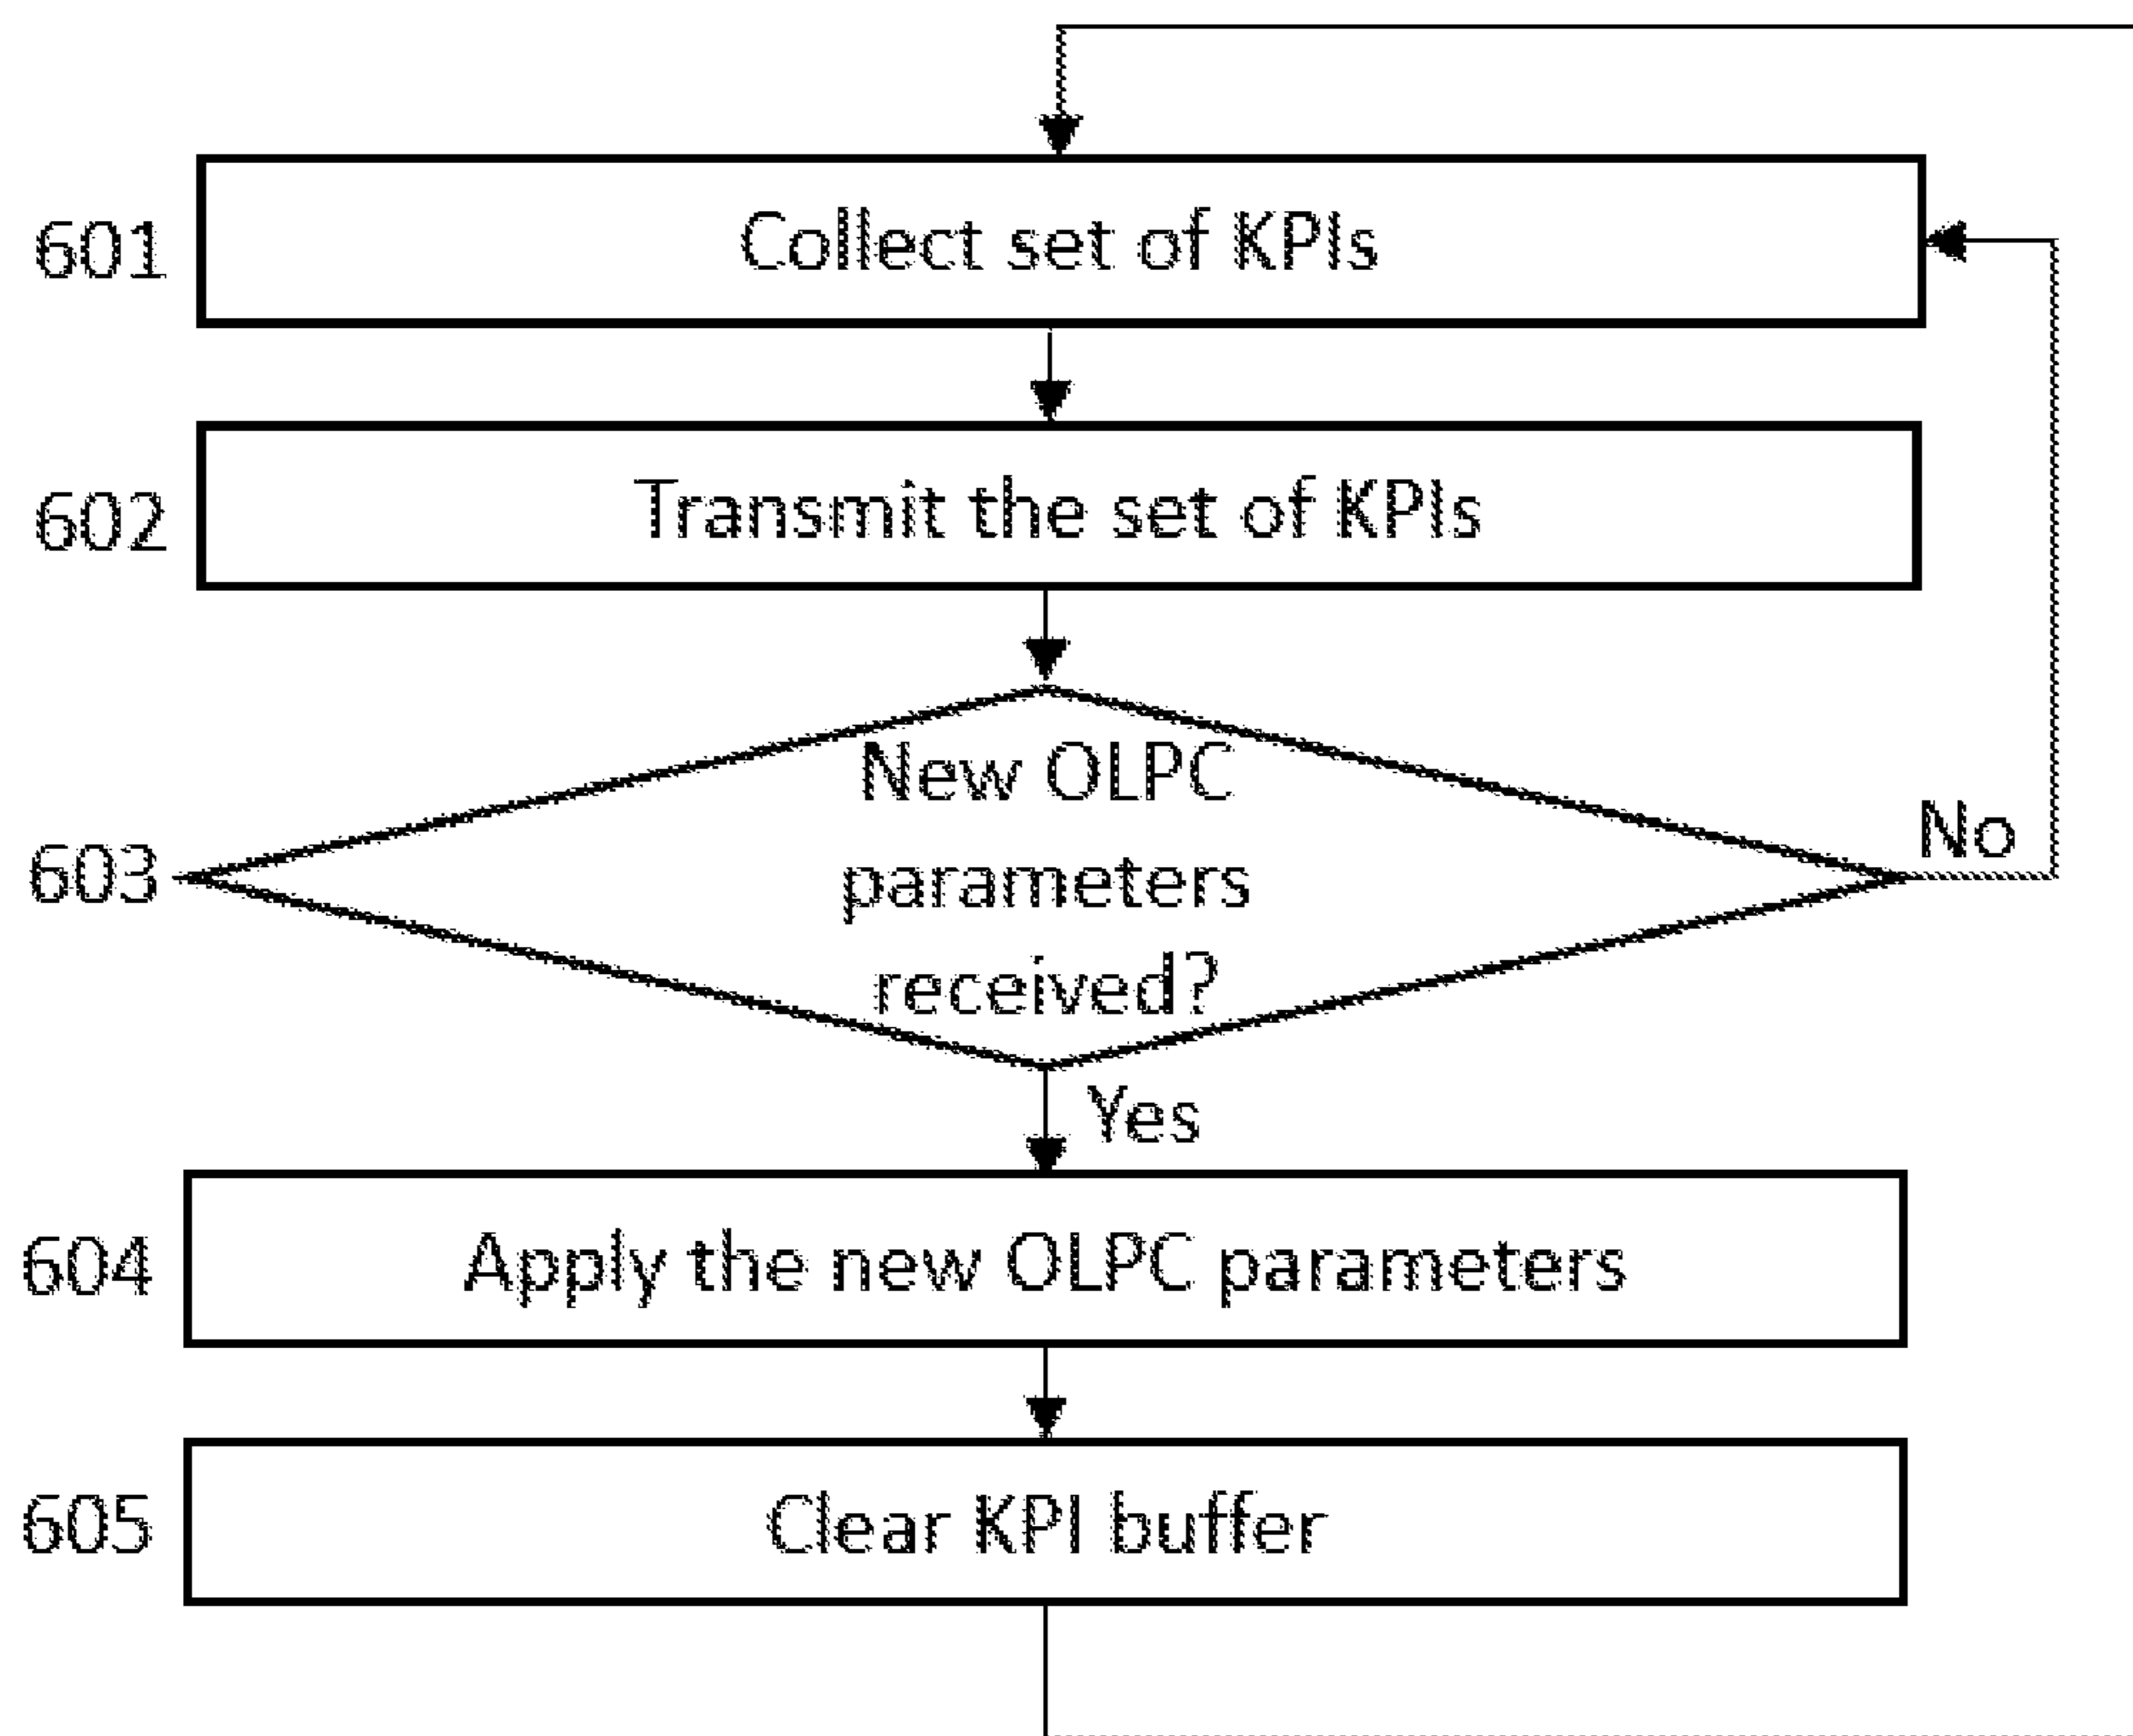 601 Collect set of KPIs
602 Transmit the set of KPIs
New OLPC
No
603 parameters
received?
Yes
604 Apply the new OLPC parameters
605 Clear KPI buffer